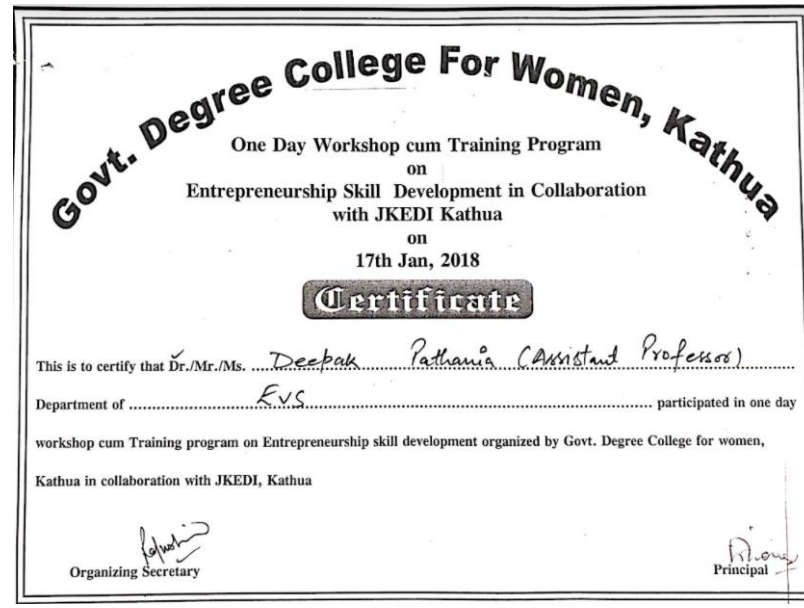 Govt. Degree College For Women, Kathua
One Day Workshop cum Training Program
on
Entrepreneurship Skill Development in Collaboration
with JKEDI Kathua
on
17th Jan, 2018
Certificate
This is to certify that Dr./Mr./Ms. .....Deepak Pathania (Assistant Professor).....
Department of .....EVS..... participated in one day
workshop cum Training program on Entrepreneurship skill development organized by Govt. Degree College for women,
Kathua in collaboration with JKEDI, Kathua
Organizing Secretary
Principal